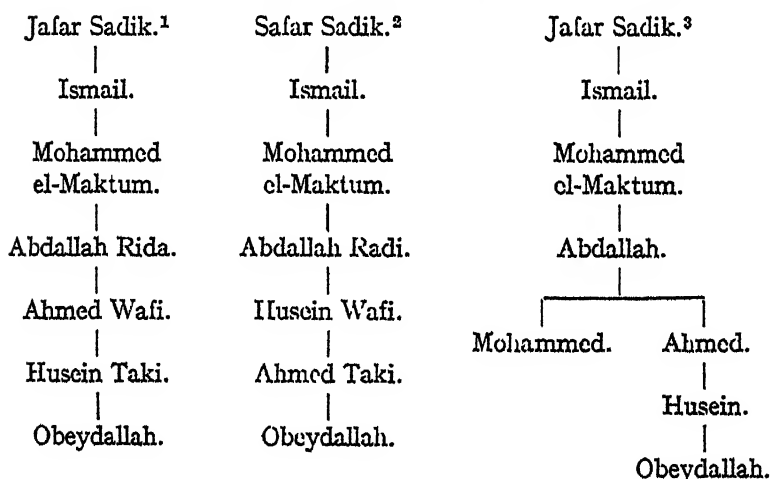 Jafar Sadik.¹
Ismail.
Mohammed
el-Maktum.
Abdallah Rida.
Ahmed Wafi.
Husein Taki.
Obeydallah.
Safar Sadik.²
Ismail.
Mohammed
el-Maktum.
Abdallah Radi.
Husein Wafi.
Ahmed Taki.
Obeydallah.
Jafar Sadik.³
Ismail.
Mohammed
el-Maktum.
Abdallah.
Mohammed.
Ahmed.
Husein.
Obeydallah.